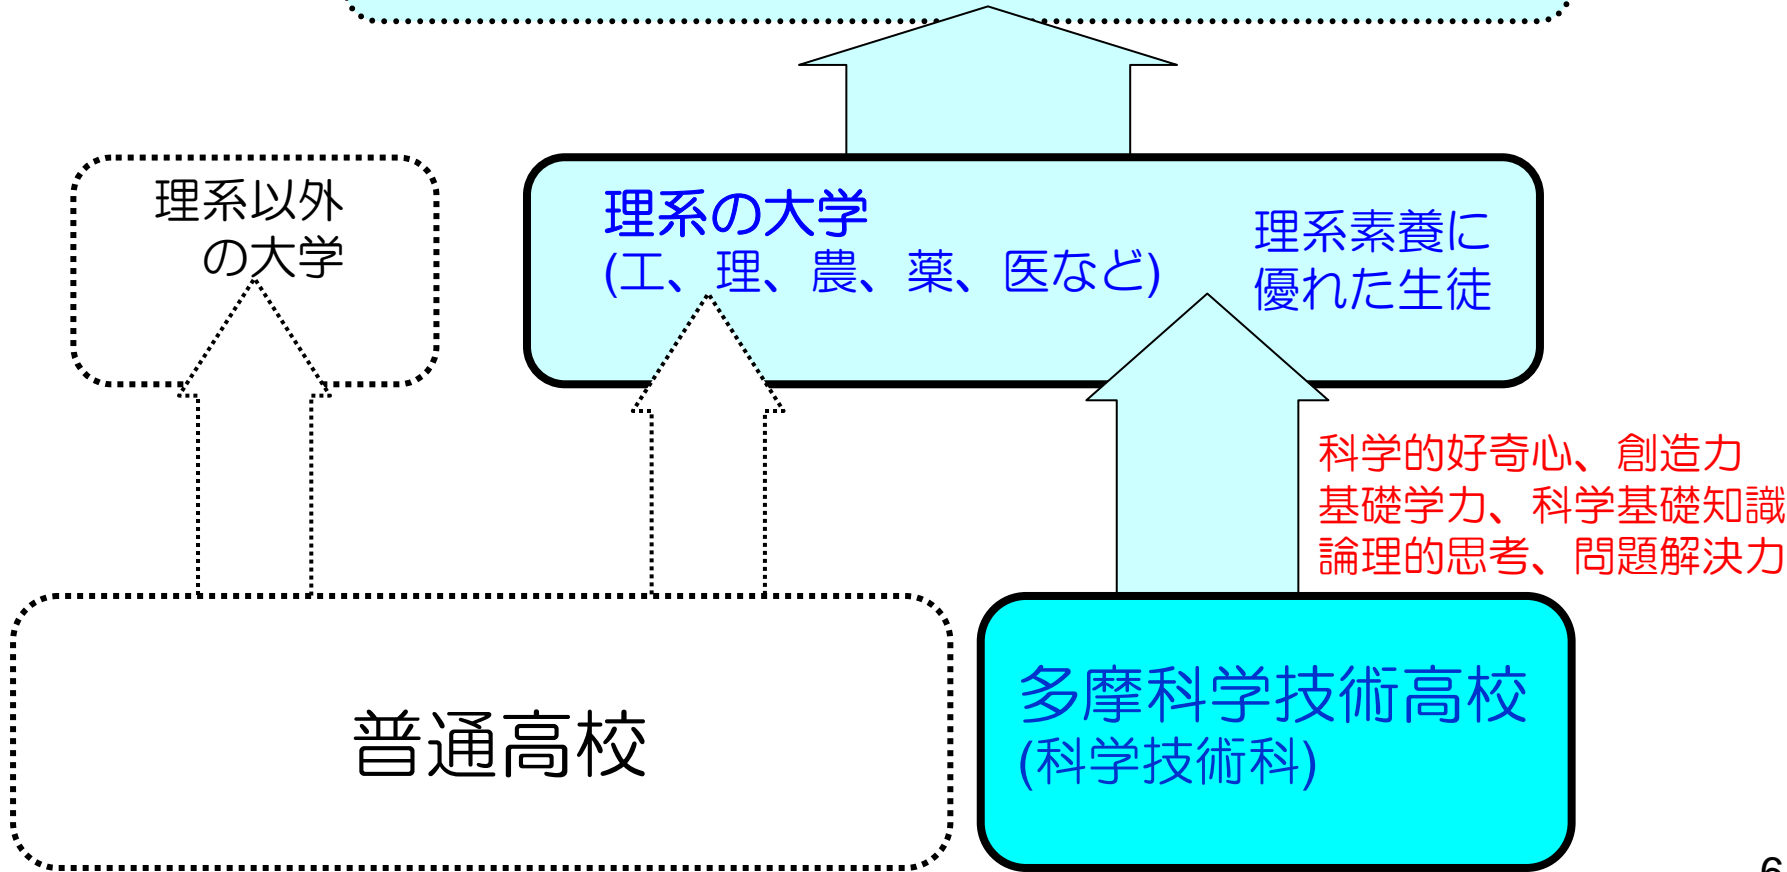 理系以外
の大学
理系の大学
(工、理、農、薬、医など)
理系素養に
優れた生徒
科学的好奇心、創造力
基礎学力、科学基礎知識
論理的思考、問題解決力
普通高校
多摩科学技術高校
(科学技術科)
6